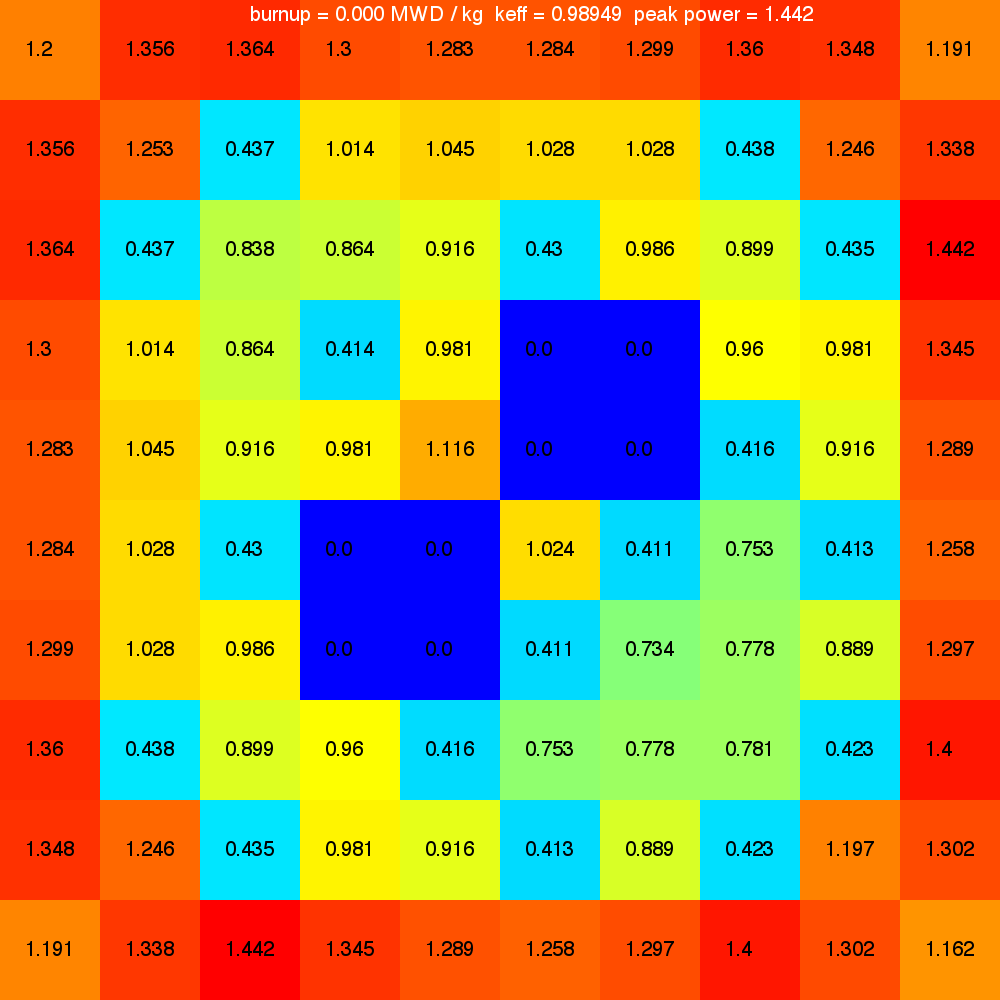 burnup = 0.000 MWD / kg keff = 0.98949 peak power = 1.442
1.2 1.356 1.364 1.3 1.283 1.284 1.299 1.36 1.348 1.191
1.356 1.253 0.437 1.014 1.045 1.028 1.028 0.438 1.246 1.338
1.364 0.437 0.838 0.864 0.916 0.43 0.986 0.899 0.435 1.442
1.3 1.014 0.864 0.414 0.981 0.0 0.0 0.96 0.981 1.345
1.283 1.045 0.916 0.981 1.116 0.0 0.0 0.416 0.916 1.289
1.284 1.028 0.43 0.0 0.0 1.024 0.411 0.753 0.413 1.258
1.299 1.028 0.986 0.0 0.0 0.411 0.734 0.778 0.889 1.297
1.36 0.438 0.899 0.96 0.416 0.753 0.778 0.781 0.423 1.4
1.348 1.246 0.435 0.981 0.916 0.413 0.889 0.423 1.197 1.302
1.191 1.338 1.442 1.345 1.289 1.258 1.297 1.4 1.302 1.162